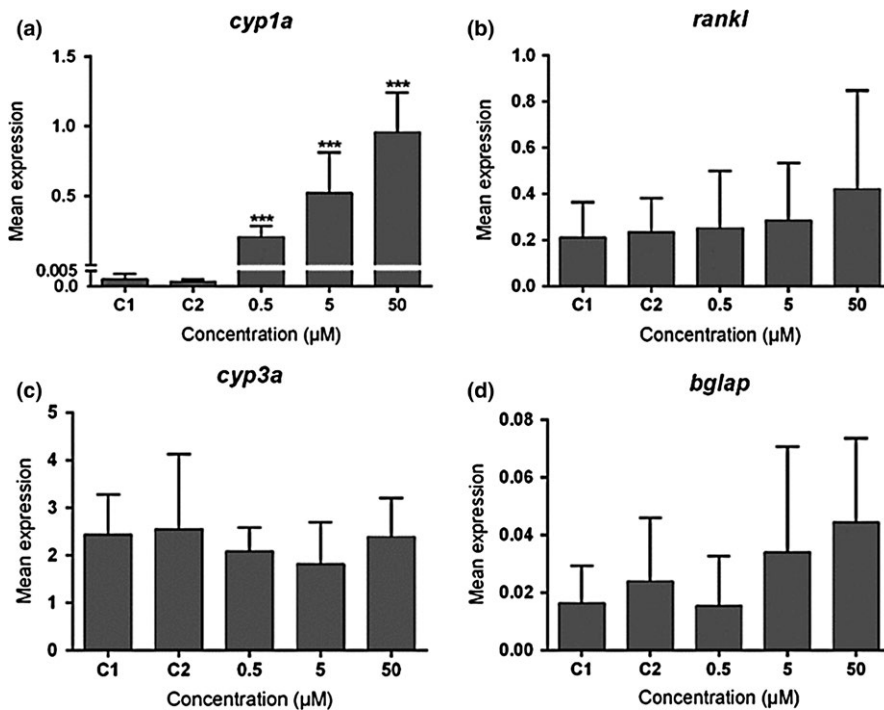 (a)
cyp1a
Mean expression
1.5
1.0
0.5
0.005
0.0
***
***
***
C1 C2 0.5 5 50
Concentration (µM)
(b)
rankl
Mean expression
1.0
0.8
0.6
0.4
0.2
0.0
C1 C2 0.5 5 50
Concentration (µM)
(c)
cyp3a
Mean expression
5
4
3
2
1
0
C1 C2 0.5 5 50
Concentration (µM)
(d)
bglap
Mean expression
0.08
0.06
0.04
0.02
0.00
C1 C2 0.5 5 50
Concentration (µM)